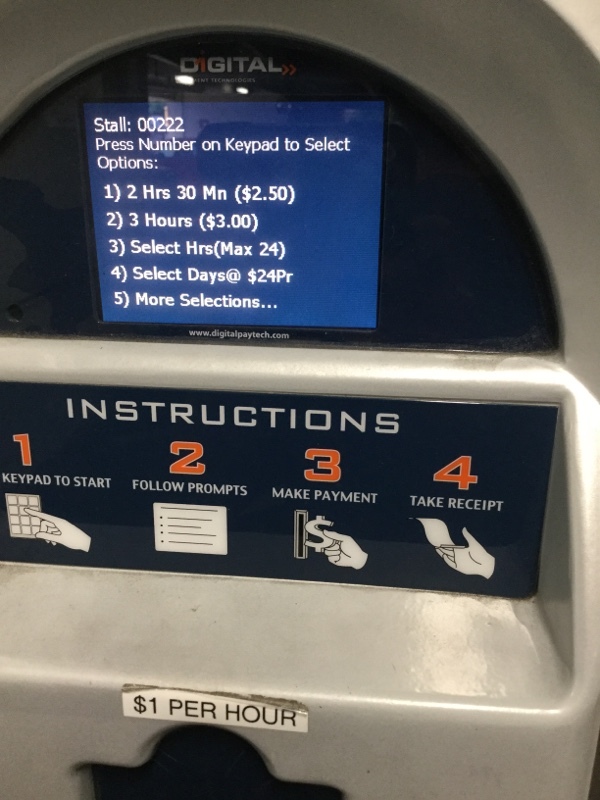 DIGITAL
PAYMENT TECHNOLOGIES
Stall: 00222
Press Number on Keypad to Select
Options:
1) 2 Hrs 30 Mn ($2.50)
2) 3 Hours ($3.00)
3) Select Hrs(Max 24)
4) Select Days@ $24Pr
5) More Selections...
www.digitalpaytech.com
INSTRUCTIONS
1 2 3 4
KEYPAD TO START FOLLOW PROMPTS MAKE PAYMENT TAKE RECEIPT
$
$1 PER HOUR